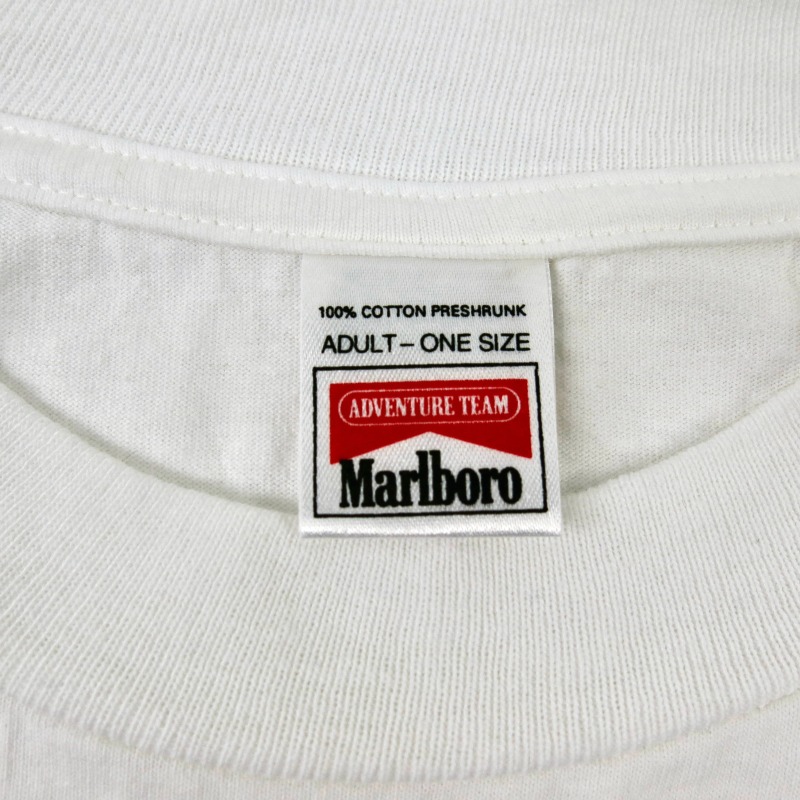 100% COTTON PRESHRUNK
ADULT – ONE SIZE
ADVENTURE TEAM
Marlboro